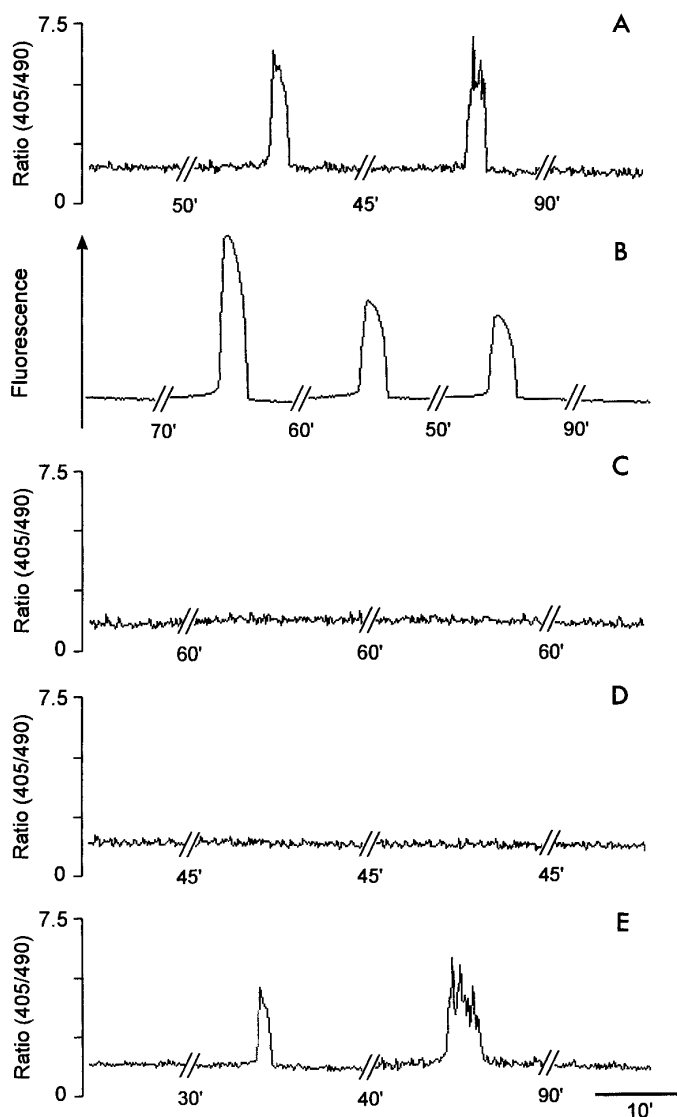 A
7.5
Ratio (405/490)
0
50' 45' 90'
B
Fluorescence
70' 60' 50' 90'
C
7.5
Ratio (405/490)
0
60' 60' 60'
D
7.5
Ratio (405/490)
0
45' 45' 45'
E
7.5
Ratio (405/490)
0
30' 40' 90'
10'